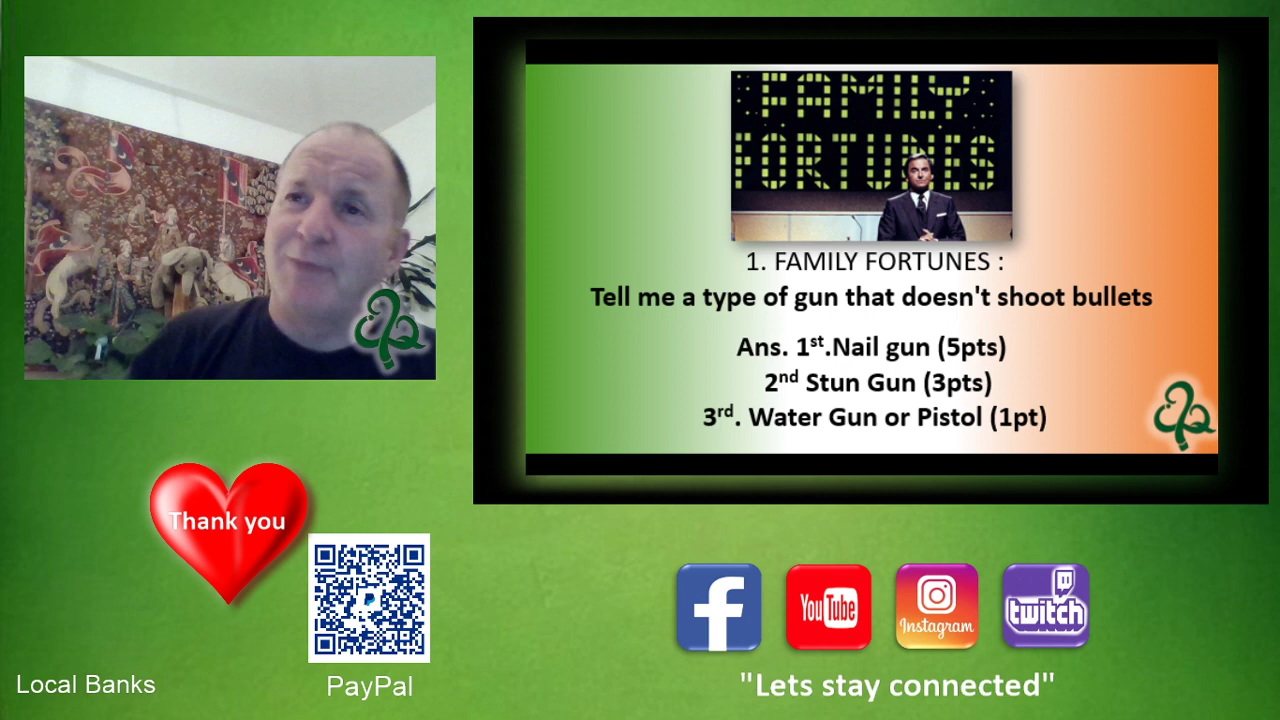 FAMILY
FORTUNES
1. FAMILY FORTUNES :
Tell me a type of gun that doesn't shoot bullets
Ans. 1st.Nail gun (5pts)
2nd Stun Gun (3pts)
3rd. Water Gun or Pistol (1pt)
Thank you
Local Banks
PayPal
f
YouTube
Instagram
twitch
"Lets stay connected"